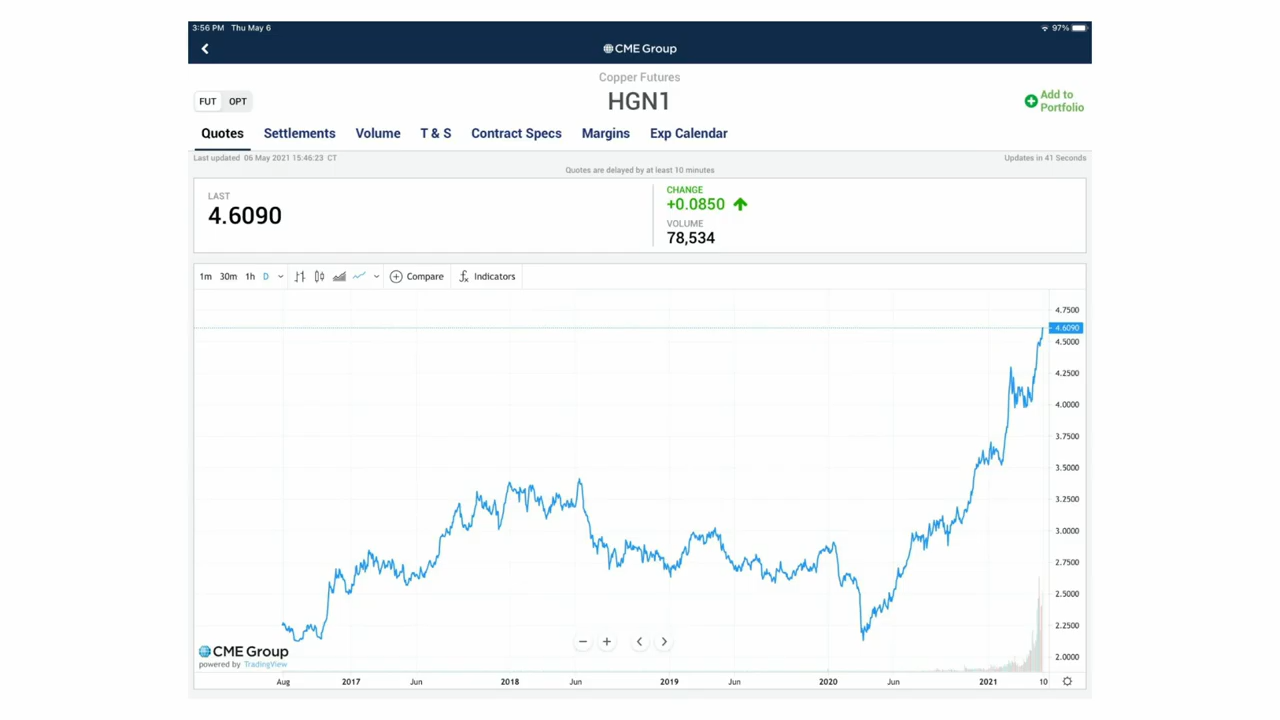 3:56 PM Thu May 6
97%
CME Group
Copper Futures
HGN1
FUT OPT
Add to
Portfolio
Quotes Settlements Volume T & S Contract Specs Margins Exp Calendar
Last updated 06 May 2021 15:46:23 CT
Updates in 41 Seconds
Quotes are delayed by at least 10 minutes
LAST
4.6090
CHANGE
+0.0850
VOLUME
78,534
1m 30m 1h D Compare fx Indicators
4.7500
4.6090
4.5000
4.2500
4.0000
3.7500
3.5000
3.2500
3.0000
2.7500
2.5000
2.2500
2.0000
CME Group
powered by TradingView
Aug 2017 Jun 2018 Jun 2019 Jun 2020 Jun 2021 10